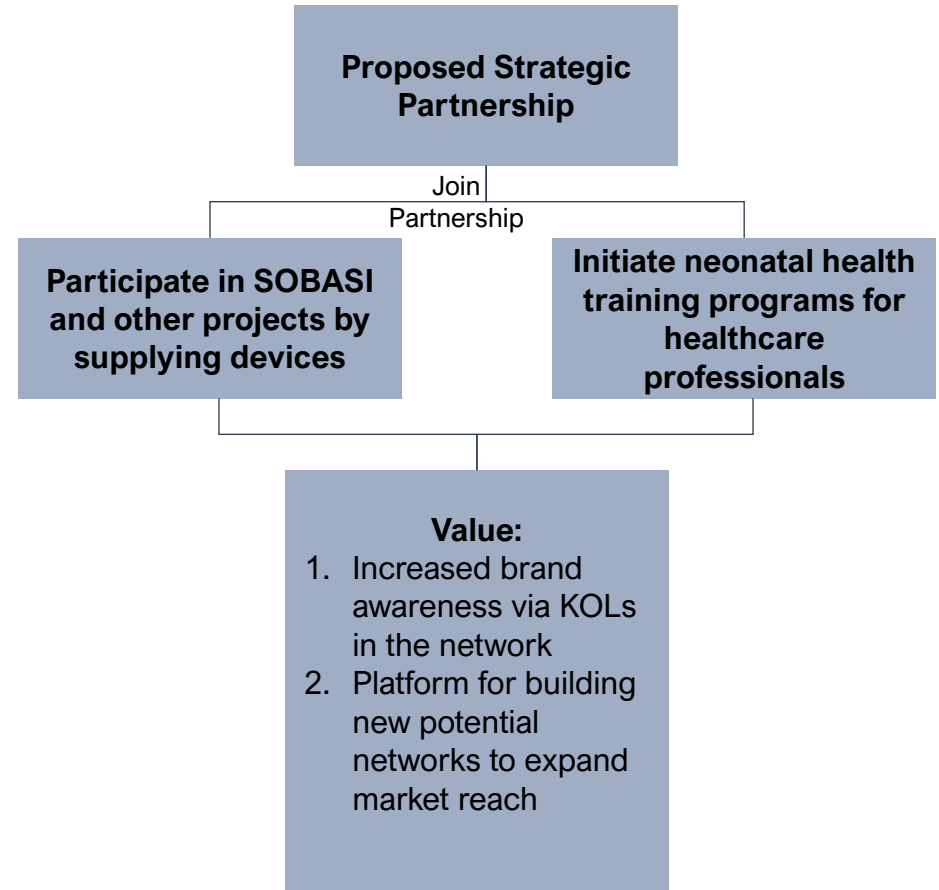 Proposed Strategic
Partnership
Join
Partnership
Participate in SOBASI
and other projects by
supplying devices
Initiate neonatal health
training programs for
healthcare
professionals
Value:
1. Increased brand
awareness via KOLs
in the network
2. Platform for building
new potential
networks to expand
market reach